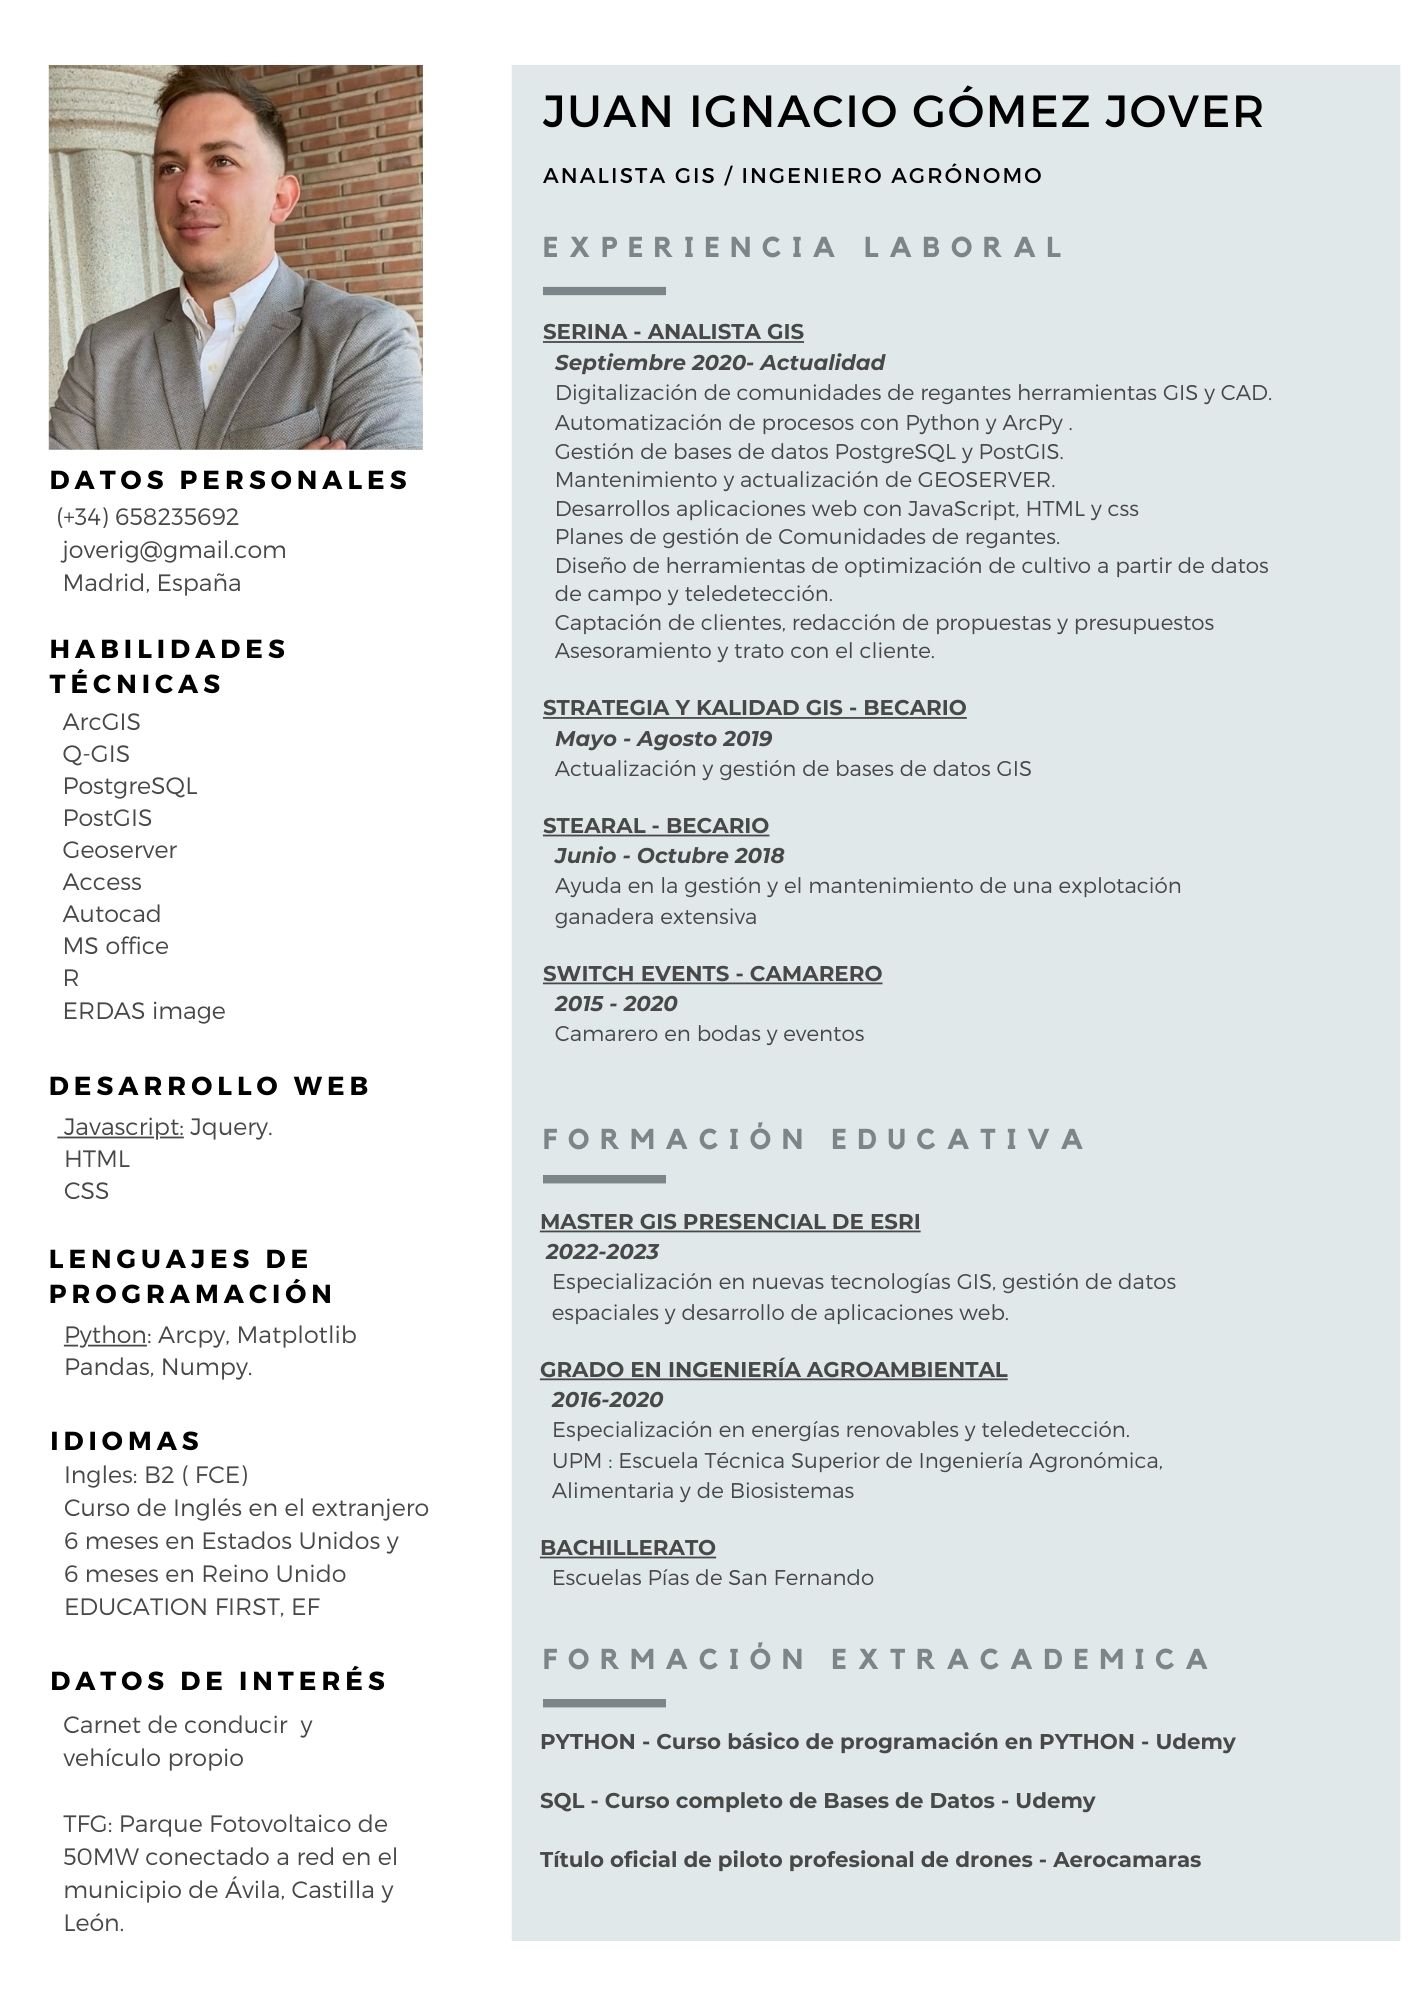 DATOS PERSONALES
(+34) 658235692
joverig@gmail.com
Madrid, España
HABILIDADES
TÉCNICAS
ArcGIS
Q-GIS
PostgreSQL
PostGIS
Geoserver
Access
Autocad
MS office
R
ERDAS image
DESARROLLO WEB
Javascript: Jquery.
HTML
CSS
LENGUAJES DE
PROGRAMACIÓN
Python: Arcpy, Matplotlib
Pandas, Numpy.
IDIOMAS
Ingles: B2 ( FCE)
Curso de Inglés en el extranjero
6 meses en Estados Unidos y
6 meses en Reino Unido
EDUCATION FIRST, EF
DATOS DE INTERÉS
Carnet de conducir  y
vehículo propio
TFG: Parque Fotovoltaico de
50MW conectado a red en el
municipio de Ávila, Castilla y
León.
JUAN IGNACIO GÓMEZ JOVER
ANALISTA GIS / INGENIERO AGRÓNOMO
EXPERIENCIA LABORAL
SERINA - ANALISTA GIS
Septiembre 2020- Actualidad
Digitalización de comunidades de regantes herramientas GIS y CAD.
Automatización de procesos con Python y ArcPy .
Gestión de bases de datos PostgreSQL y PostGIS.
Mantenimiento y actualización de GEOSERVER.
Desarrollos aplicaciones web con JavaScript, HTML y css
Planes de gestión de Comunidades de regantes.
Diseño de herramientas de optimización de cultivo a partir de datos
de campo y teledetección.
Captación de clientes, redacción de propuestas y presupuestos
Asesoramiento y trato con el cliente.
STRATEGIA Y KALIDAD GIS - BECARIO
Mayo - Agosto 2019
Actualización y gestión de bases de datos GIS
STEARAL - BECARIO
Junio - Octubre 2018
Ayuda en la gestión y el mantenimiento de una explotación
ganadera extensiva
SWITCH EVENTS - CAMARERO
2015 - 2020
Camarero en bodas y eventos
FORMACIÓN EDUCATIVA
MASTER GIS PRESENCIAL DE ESRI
2022-2023
Especialización en nuevas tecnologías GIS, gestión de datos
espaciales y desarrollo de aplicaciones web.
GRADO EN INGENIERÍA AGROAMBIENTAL
2016-2020
Especialización en energías renovables y teledetección.
UPM : Escuela Técnica Superior de Ingeniería Agronómica,
Alimentaria y de Biosistemas
BACHILLERATO
Escuelas Pías de San Fernando
FORMACIÓN EXTRACADEMICA
PYTHON - Curso básico de programación en PYTHON - Udemy
SQL - Curso completo de Bases de Datos - Udemy
Título oficial de piloto profesional de drones - Aerocamaras